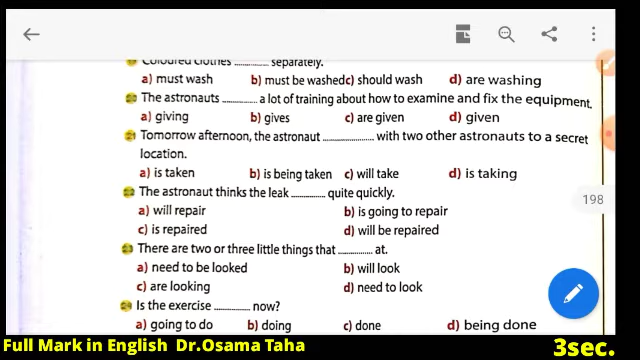 Coloured clothes ............ separately.
a) must wash b) must be washed c) should wash d) are washing
The astronauts ............ a lot of training about how to examine and fix the equipment.
a) giving b) gives c) are given d) given
21 Tomorrow afternoon, the astronaut ............ with two other astronauts to a secret
location.
a) is taken b) is being taken c) will take d) is taking
The astronaut thinks the leak ............ quite quickly.
a) will repair b) is going to repair
c) is repaired d) will be repaired
198
There are two or three little things that ............ at.
a) need to be looked b) will look
c) are looking d) need to look
Is the exercise ............ now?
a) going to do b) doing c) done d) being done
Full Mark in English Dr.Osama Taha
3sec.